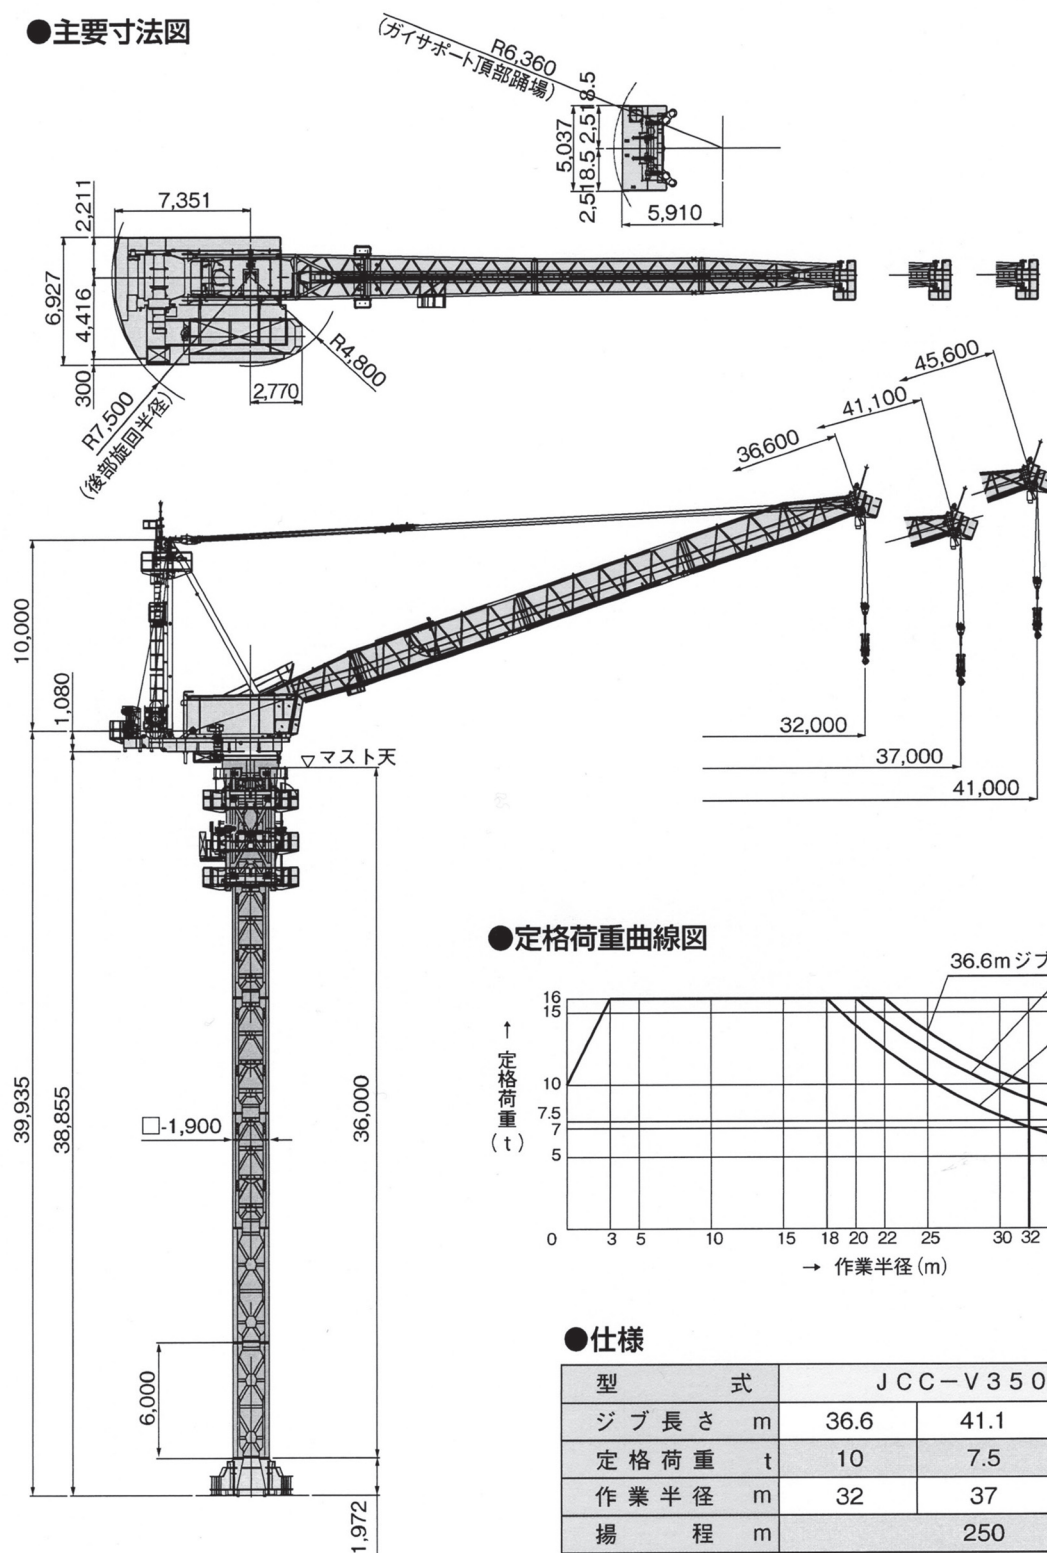 ●主要寸法図
R6,360
(ガイサポート頂部踊場)
5,037
2,518.5
2,518.5
5,910
7,351
2,211
6,927
4,416
300
R4,800
2,770
R7,500
(後部旋回半径)
45,600
41,100
36,600
10,000
1,080
32,000
37,000
41,000
▽マスト天
39,935
38,855
36,000
□-1,900
6,000
1,972
●定格荷重曲線図
36.6mジブ
↑定格荷重(t)
16
15
10
7.5
7
5
0 3 5 10 15 18 20 22 25 30 32
→ 作業半径(m)
●仕様
型式 JCC-V350
ジブ長さ m 36.6 41.1
定格荷重 t 10 7.5
作業半径 m 32 37
揚程 m 250